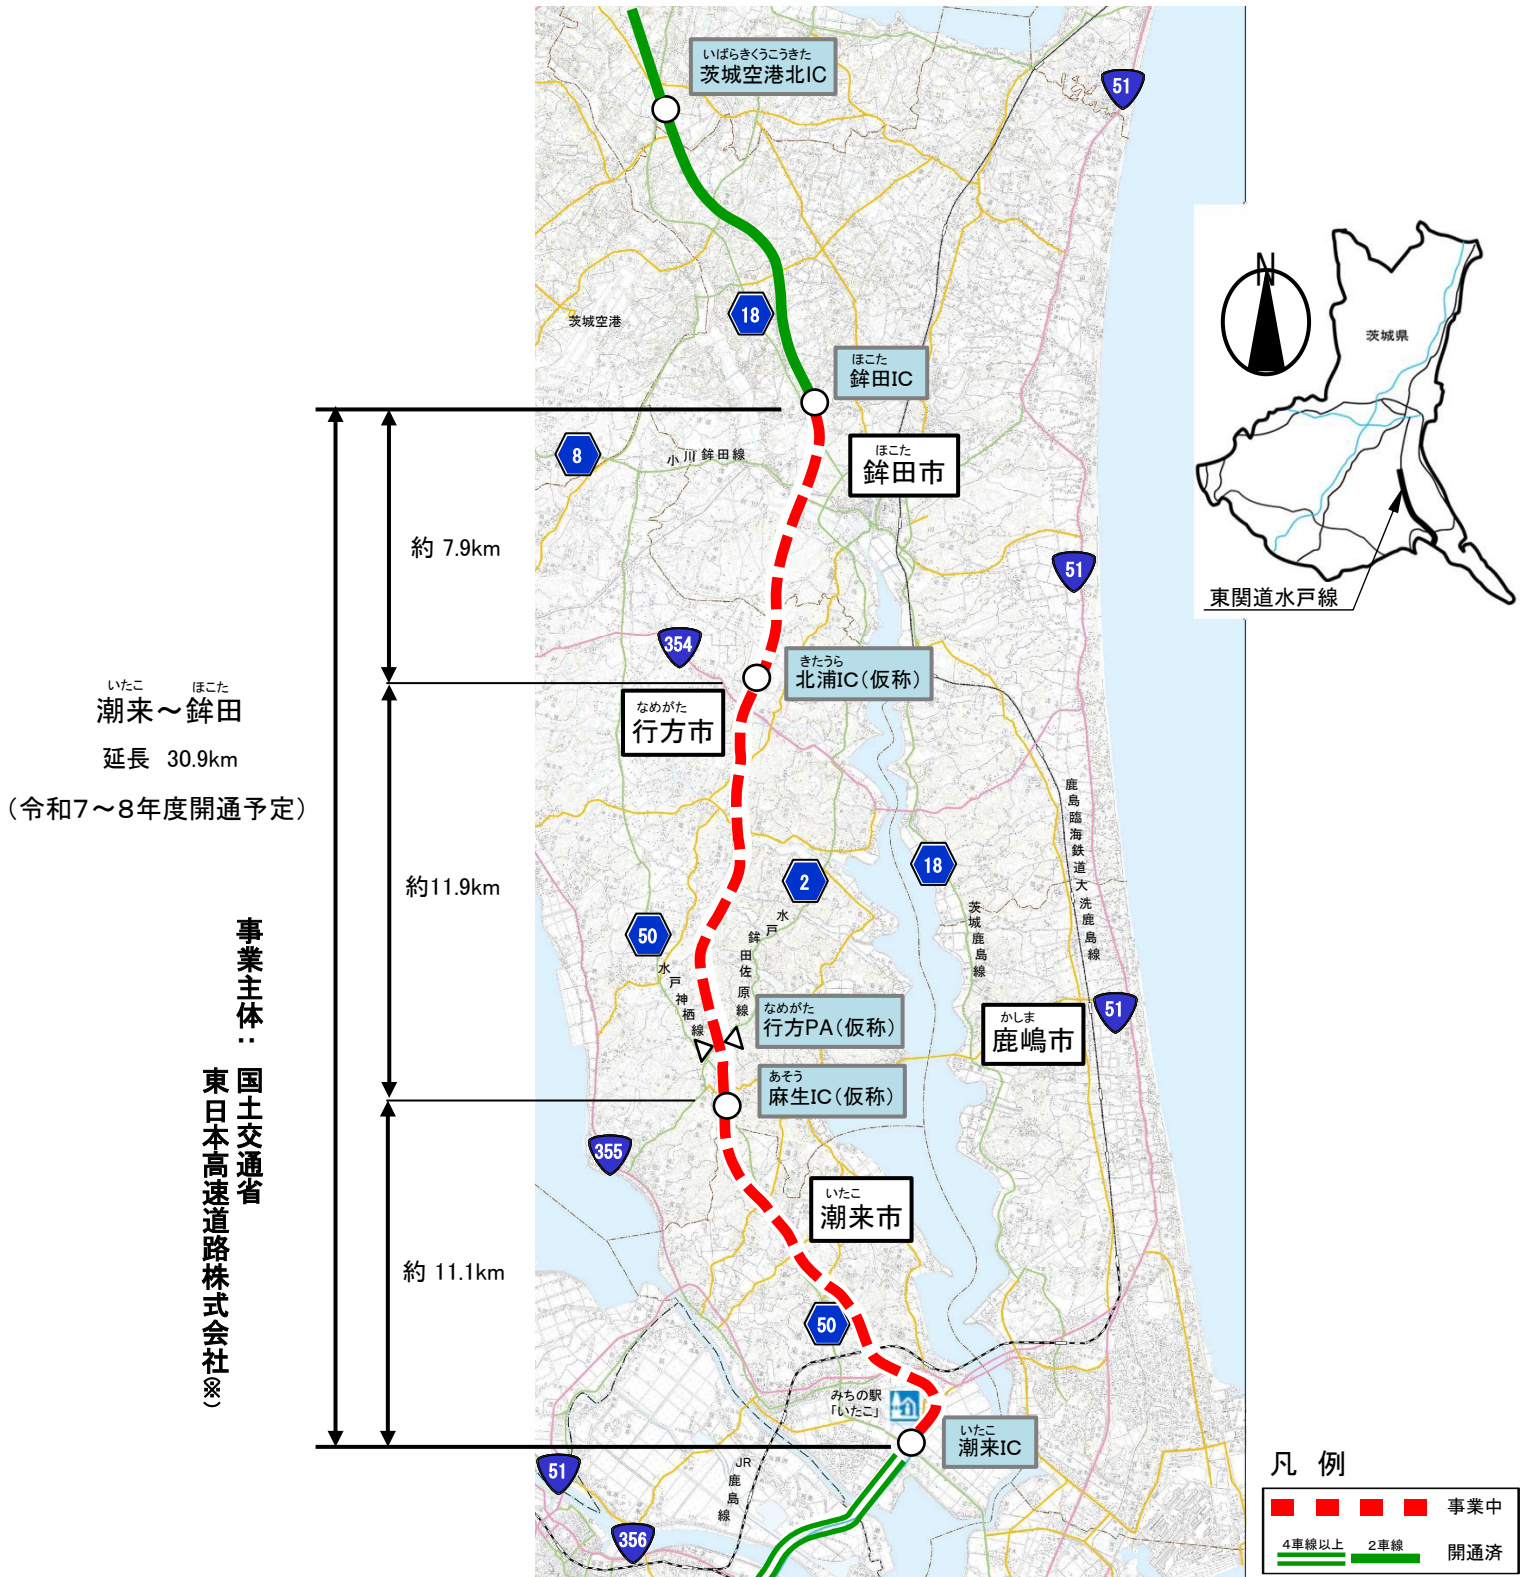 いばらきくうこうきた
茨城空港北IC
51
N
茨城県
東関道水戸線
18
茨城空港
ほこた
鉾田IC
8
小川鉾田線
ほこた
鉾田市
約 7.9km
51
354
きたうら
北浦IC(仮称)
なめがた
行方市
いたこ ほこた
潮来～鉾田
延長 30.9km
(令和7～8年度開通予定)
鹿島臨海鉄道大洗鹿島線
約11.9km
2
18
50
水戸鉾田佐原線
茨城鹿島線
水戸神栖線
事業主体：国土交通省
東日本高速道路株式会社※)
なめがた
行方PA(仮称)
51
かしま
鹿嶋市
あそう
麻生IC(仮称)
355
いたこ
潮来市
約 11.1km
50
みちの駅
「いたこ」
いたこ
潮来IC
51
JR鹿島線
356
凡 例
事業中
4車線以上 2車線 開通済